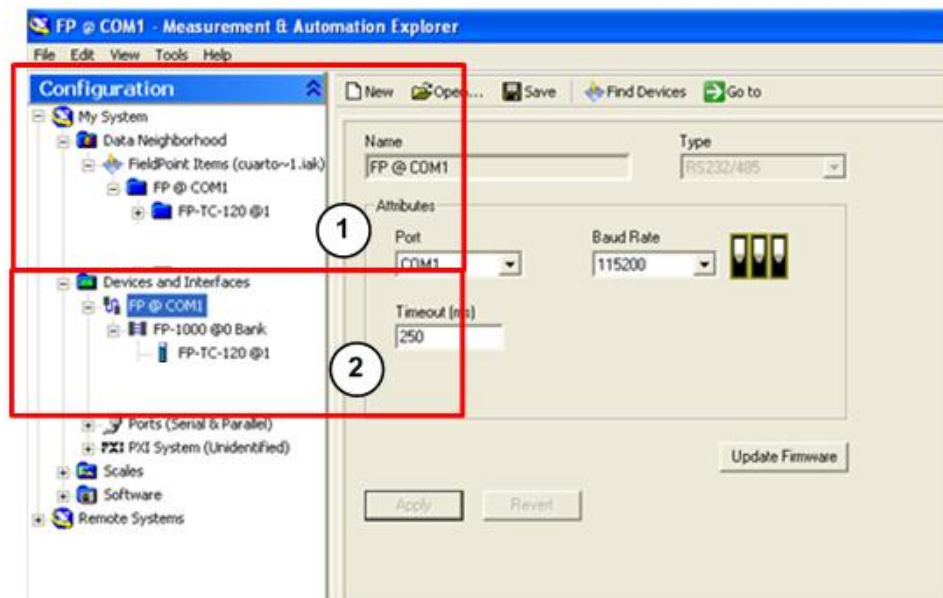 FP @ COM1 - Measurement & Automation Explorer
File Edit View Tools Help
Configuration
New Open... Save Find Devices Go to
My System
Data Neighborhood
FieldPoint Items (cuarto~1.iak)
FP @ COM1
FP-TC-120 @1
1
Devices and Interfaces
FP @ COM1
FP-1000 @0 Bank
FP-TC-120 @1
2
Ports (Serial & Parallel)
PXI PXI System (Unidentified)
Scales
Software
Remote Systems
Name
FP @ COM1
Type
RS232/485
Attributes
Port
COM1
Baud Rate
115200
Timeout (ms)
250
Update Firmware
Apply
Revert